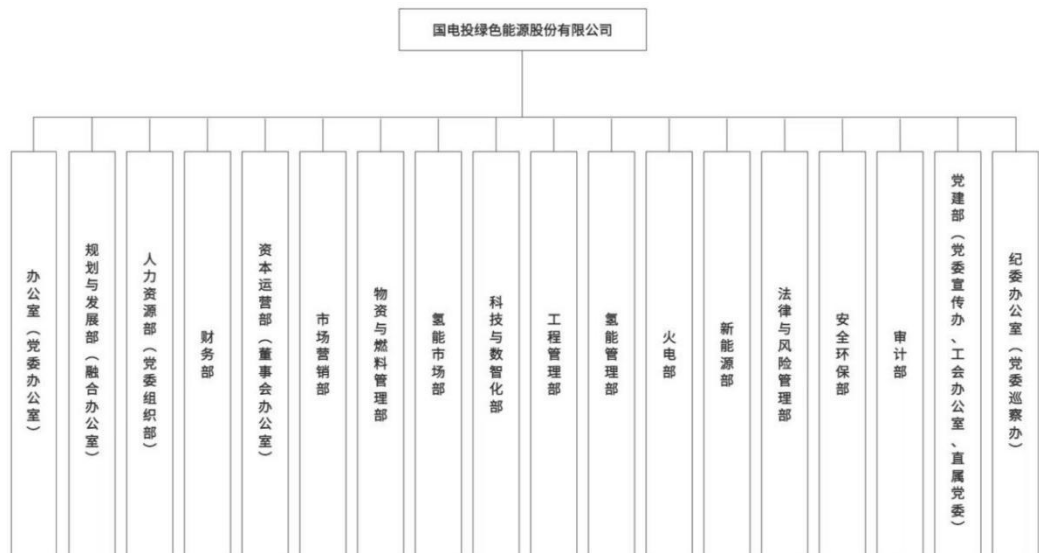 国电投绿色能源股份有限公司
办公室（党委办公室）
规划与发展部（融合办公室）
人力资源部（党委组织部）
财务部
资本运营部（董事会办公室）
市场营销部
物资与燃料管理部
氢能市场部
科技与数智化部
工程管理部
氢能管理部
火电部
新能源部
法律与风险管理部
安全环保部
审计部
党建部（党委宣传办、工会办公室、直属党委）
纪委办公室（党委巡察办）